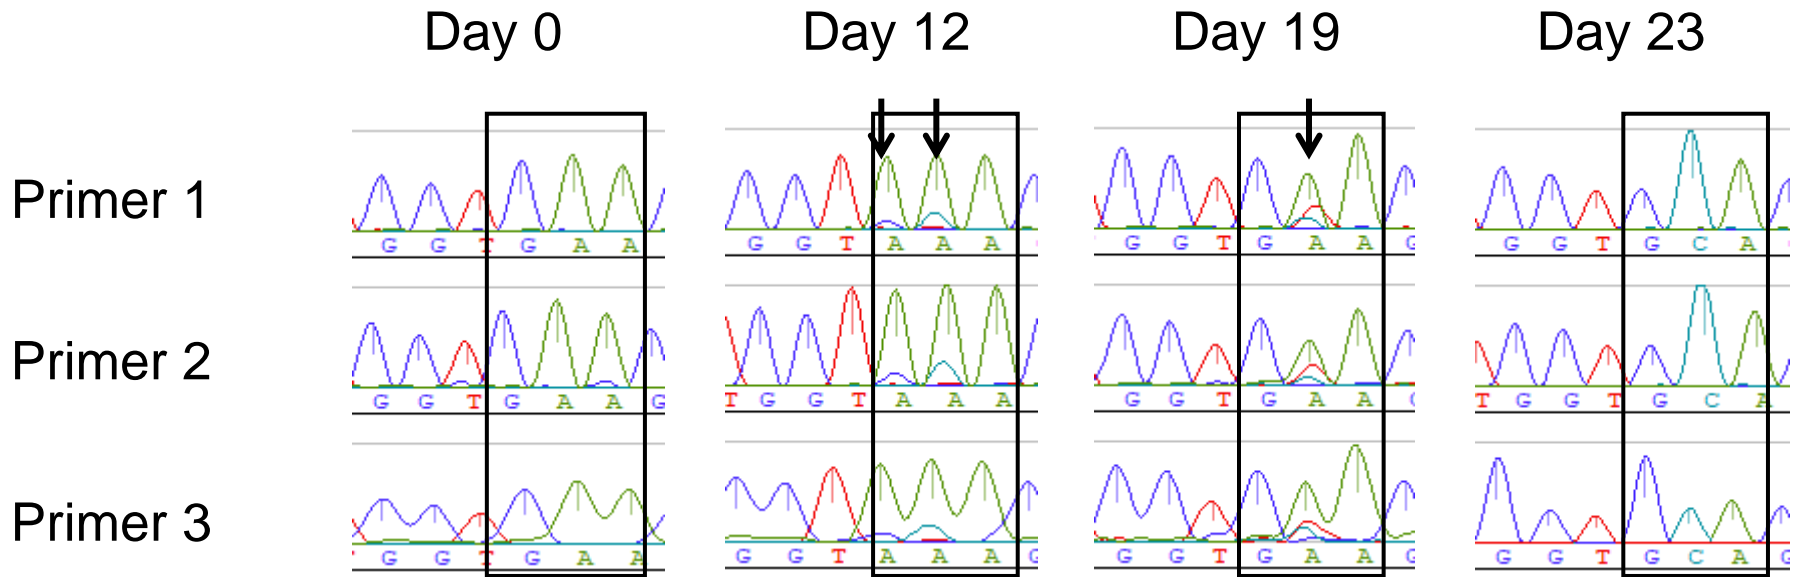 Day 0 Day 12 Day 19 Day 23
Primer 1
G G T G A A
G G T A A A
G G T G A A G
G G T G C A
Primer 2
G G T G A A G
T G G T A A A
G G T G A A
T G G T G C A
Primer 3
G G T G A A
G G T A A A G
G G T G A A G
G G T G C A G